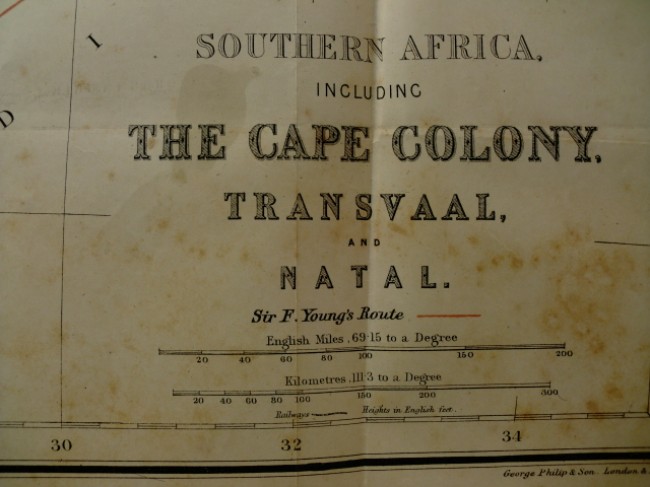 I
D
SOUTHERN AFRICA,
INCLUDING
THE CAPE COLONY,
TRANSVAAL,
AND
NATAL.
Sir F. Young's Route
English Miles . 69·15 to a Degree
20 40 60 80 100 150 200
Kilometres . 111·3 to a Degree
20 40 60 80 100 150 200 300
Railways Heights in English feet.
30 32 34
George Philip & Son. London &